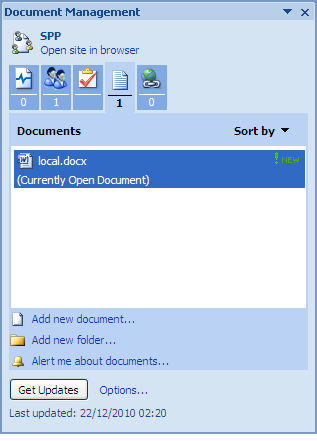 Document Management
SPP
Open site in browser
0 1 1 0
Documents Sort by
local.docx NEW
(Currently Open Document)
Add new document...
Add new folder...
Alert me about documents...
Get Updates Options...
Last updated: 22/12/2010 02:20